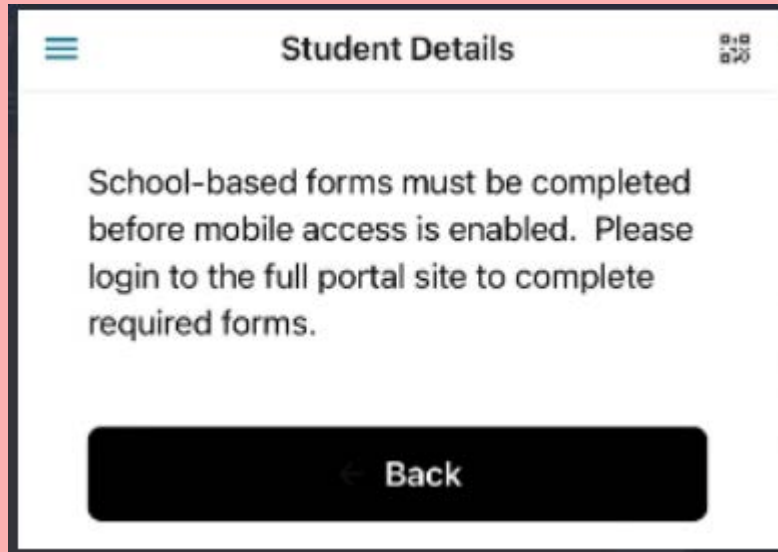 Student Details
School-based forms must be completed
before mobile access is enabled.  Please
login to the full portal site to complete
required forms.
← Back